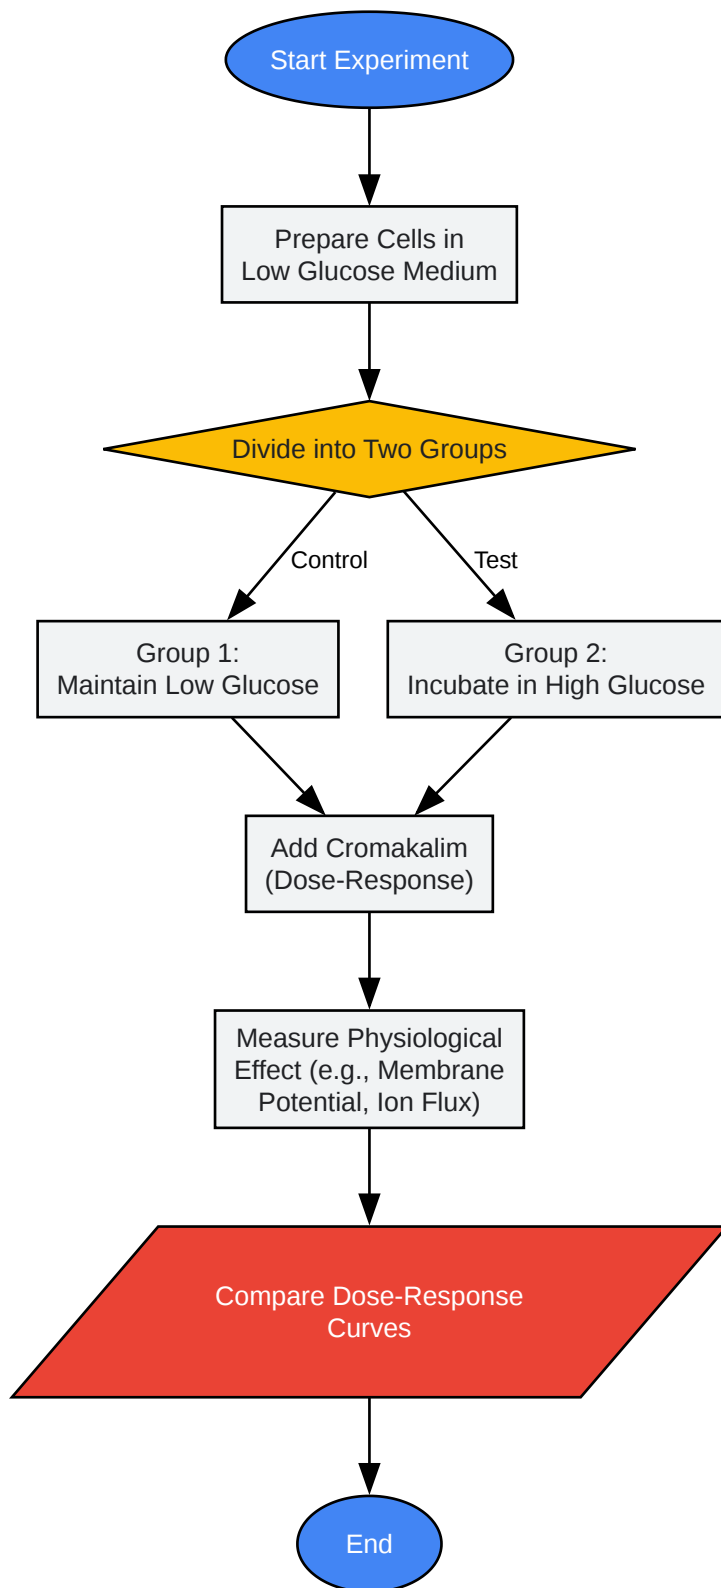 Start Experiment
Prepare Cells in
Low Glucose Medium
Divide into Two Groups
Control
Test
Group 1:
Maintain Low Glucose
Group 2:
Incubate in High Glucose
Add Cromakalim
(Dose-Response)
Measure Physiological
Effect (e.g., Membrane
Potential, Ion Flux)
Compare Dose-Response
Curves
End